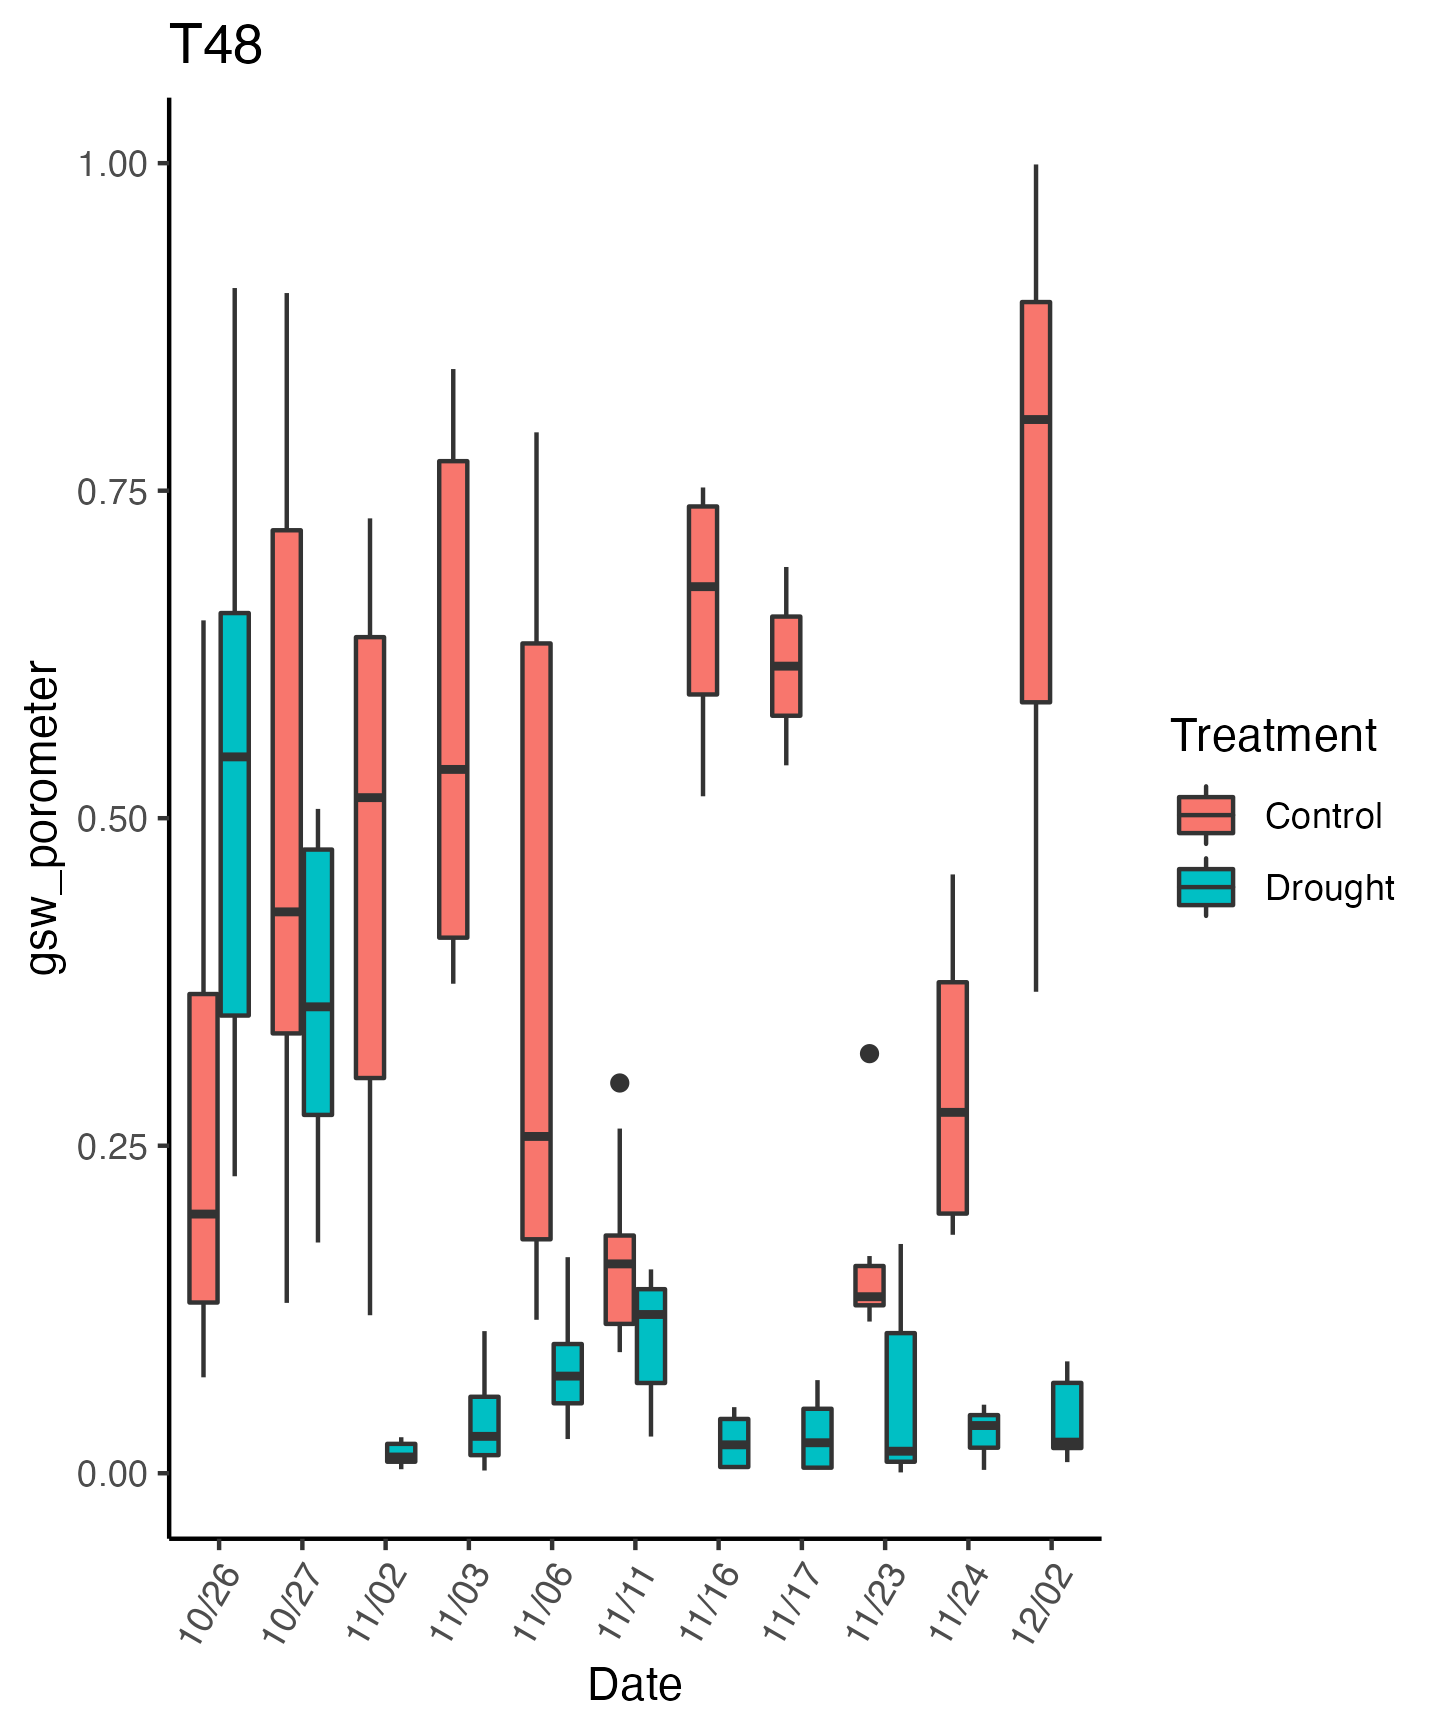 T48
1.00
0.75
0.50
0.25
0.00
gsw_porometer
10/26
10/27
11/02
11/03
11/06
11/11
11/16
11/17
11/23
11/24
12/02
Date
Treatment
Control
Drought